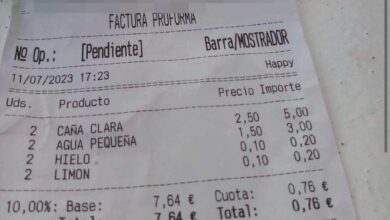 FACTURA PROFORMA
Nº Op.: [Pendiente] Barra/MOSTRADOR
11/07/2023 17:23 Happy
Uds. Producto Precio Importe
2 CAÑA CLARA 2,50 5,00
2 AGUA PEQUEÑA 1,50 3,00
2 HIELO 0,10 0,20
2 LIMON 0,10 0,20
10,00%: Base: 7,64 € Cuota: 0,76 €
Total: 7,64 € Total: 0,76 €